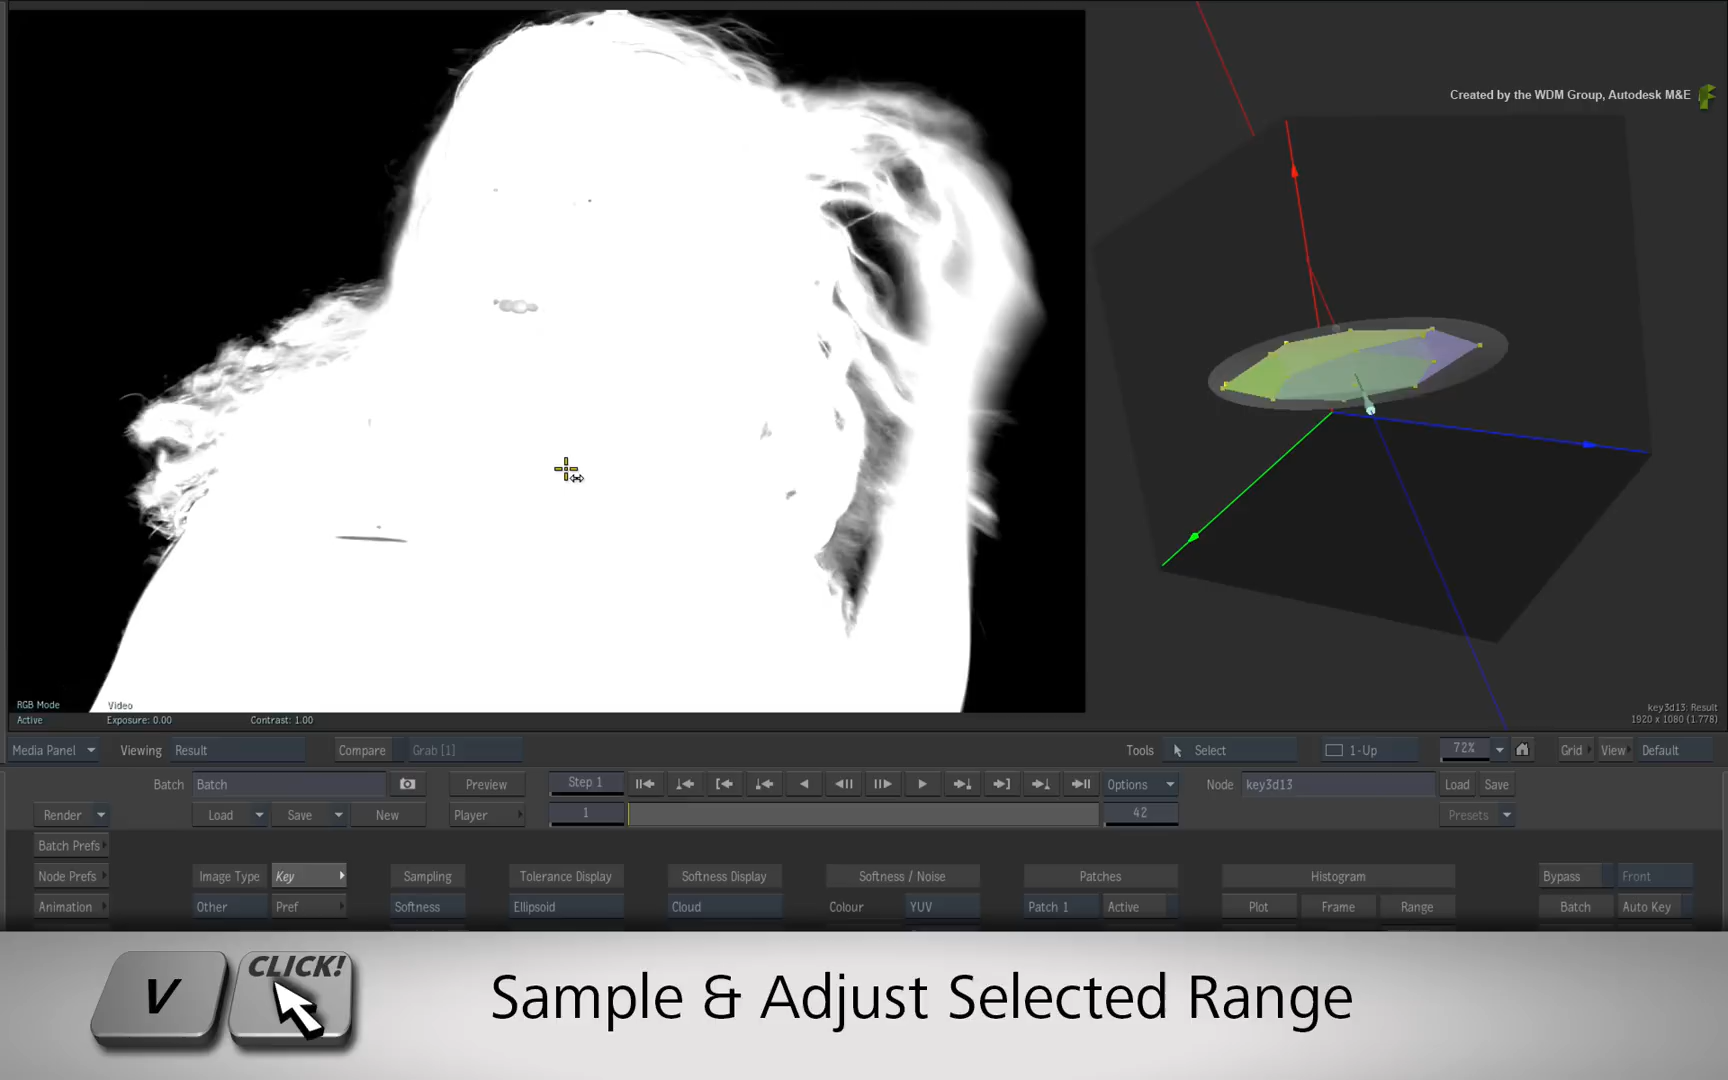 Created by the WDM Group, Autodesk M&E
RGB Mode Video
Active Exposure: 0.00 Contrast: 1.00
key3d13: Result
1920 x 1080 (1.778)
Media Panel Viewing Result Compare Grab [1] Tools Select 1-Up 72% Grid View Default
Batch Batch Preview Step 1 Options Node key3d13 Load Save
Render Load Save New Player 1 42 Presets
Batch Prefs
Node Prefs Image Type Key Sampling Tolerance Display Softness Display Softness / Noise Patches Histogram Bypass Front
Animation Other Pref Softness Ellipsoid Cloud Colour YUV Patch 1 Active Plot Frame Range Batch Auto Key
V CLICK! Sample & Adjust Selected Range